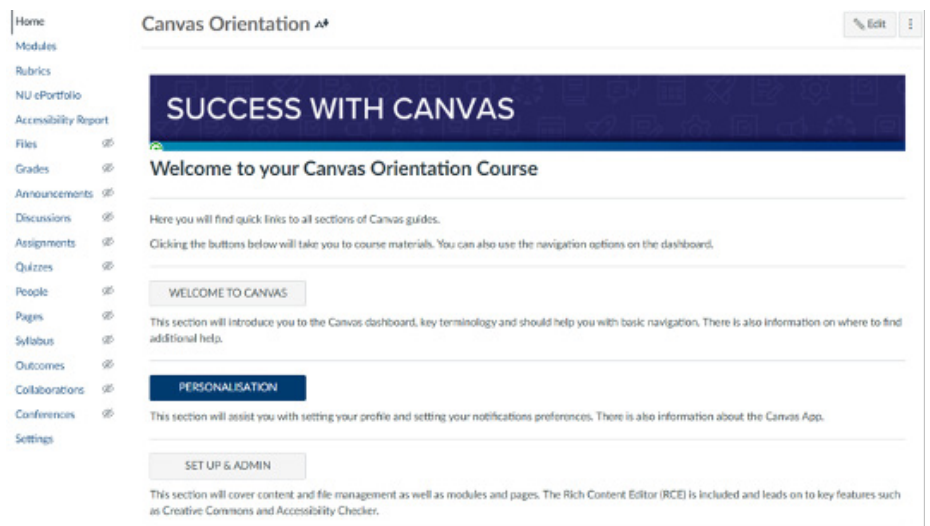 Home
Modules
Rubrics
NU ePortfolio
Accessibility Report
Files
Grades
Announcements
Discussions
Assignments
Quizzes
People
Pages
Syllabus
Outcomes
Collaborations
Conferences
Settings
Canvas Orientation
Edit
SUCCESS WITH CANVAS
Welcome to your Canvas Orientation Course
Here you will find quick links to all sections of Canvas guides.
Clicking the buttons below will take you to course materials. You can also use the navigation options on the dashboard.
WELCOME TO CANVAS
This section will introduce you to the Canvas dashboard, key terminology and should help you with basic navigation. There is also information on where to find
additional help.
PERSONALISATION
This section will assist you with setting your profile and setting your notifications preferences. There is also information about the Canvas App.
SET UP & ADMIN
This section will cover content and file management as well as modules and pages. The Rich Content Editor (RCE) is included and leads on to key features such
as Creative Commons and Accessibility Checker.